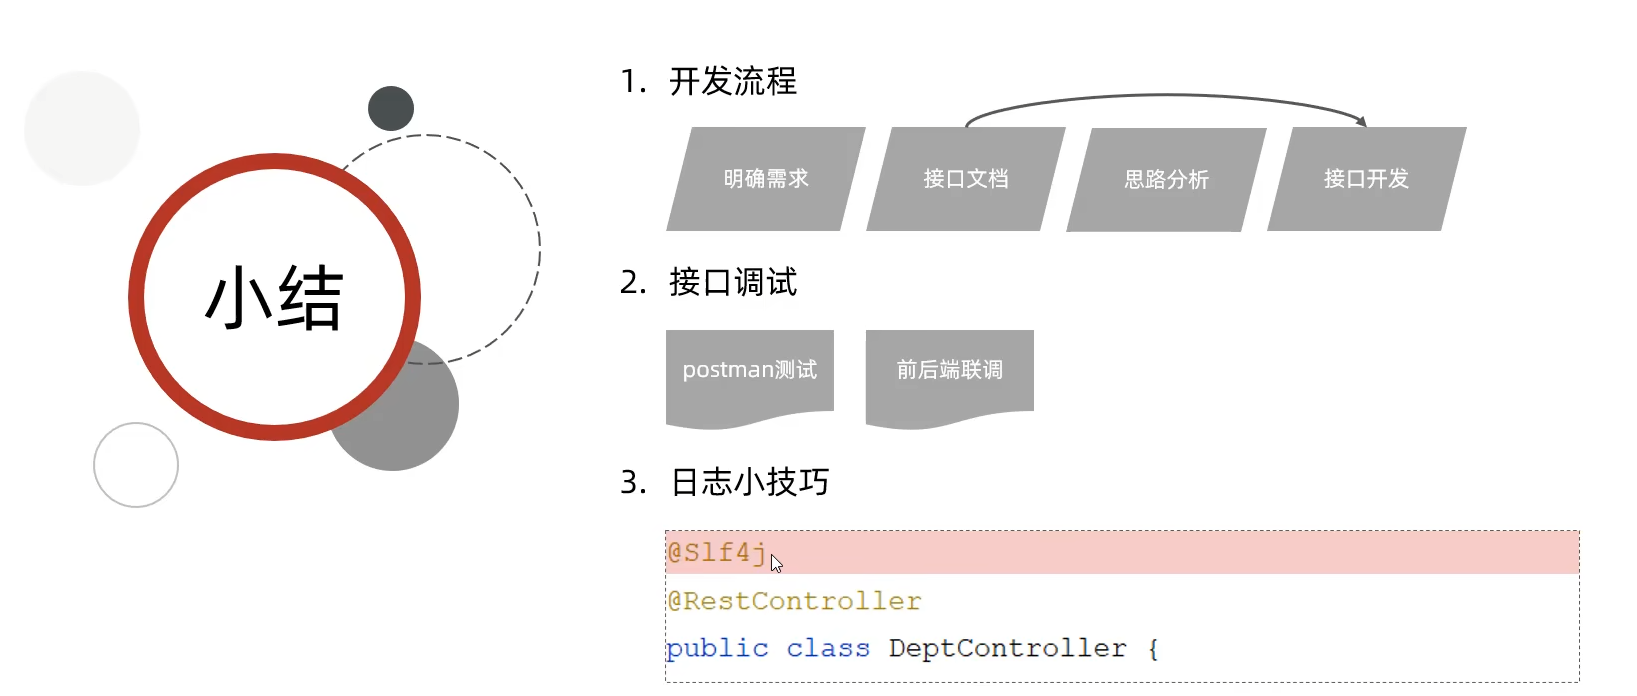 小结
1. 开发流程
明确需求
接口文档
思路分析
接口开发
2. 接口调试
postman测试
前后端联调
3. 日志小技巧
@Slf4j
@RestController
public class DeptController {